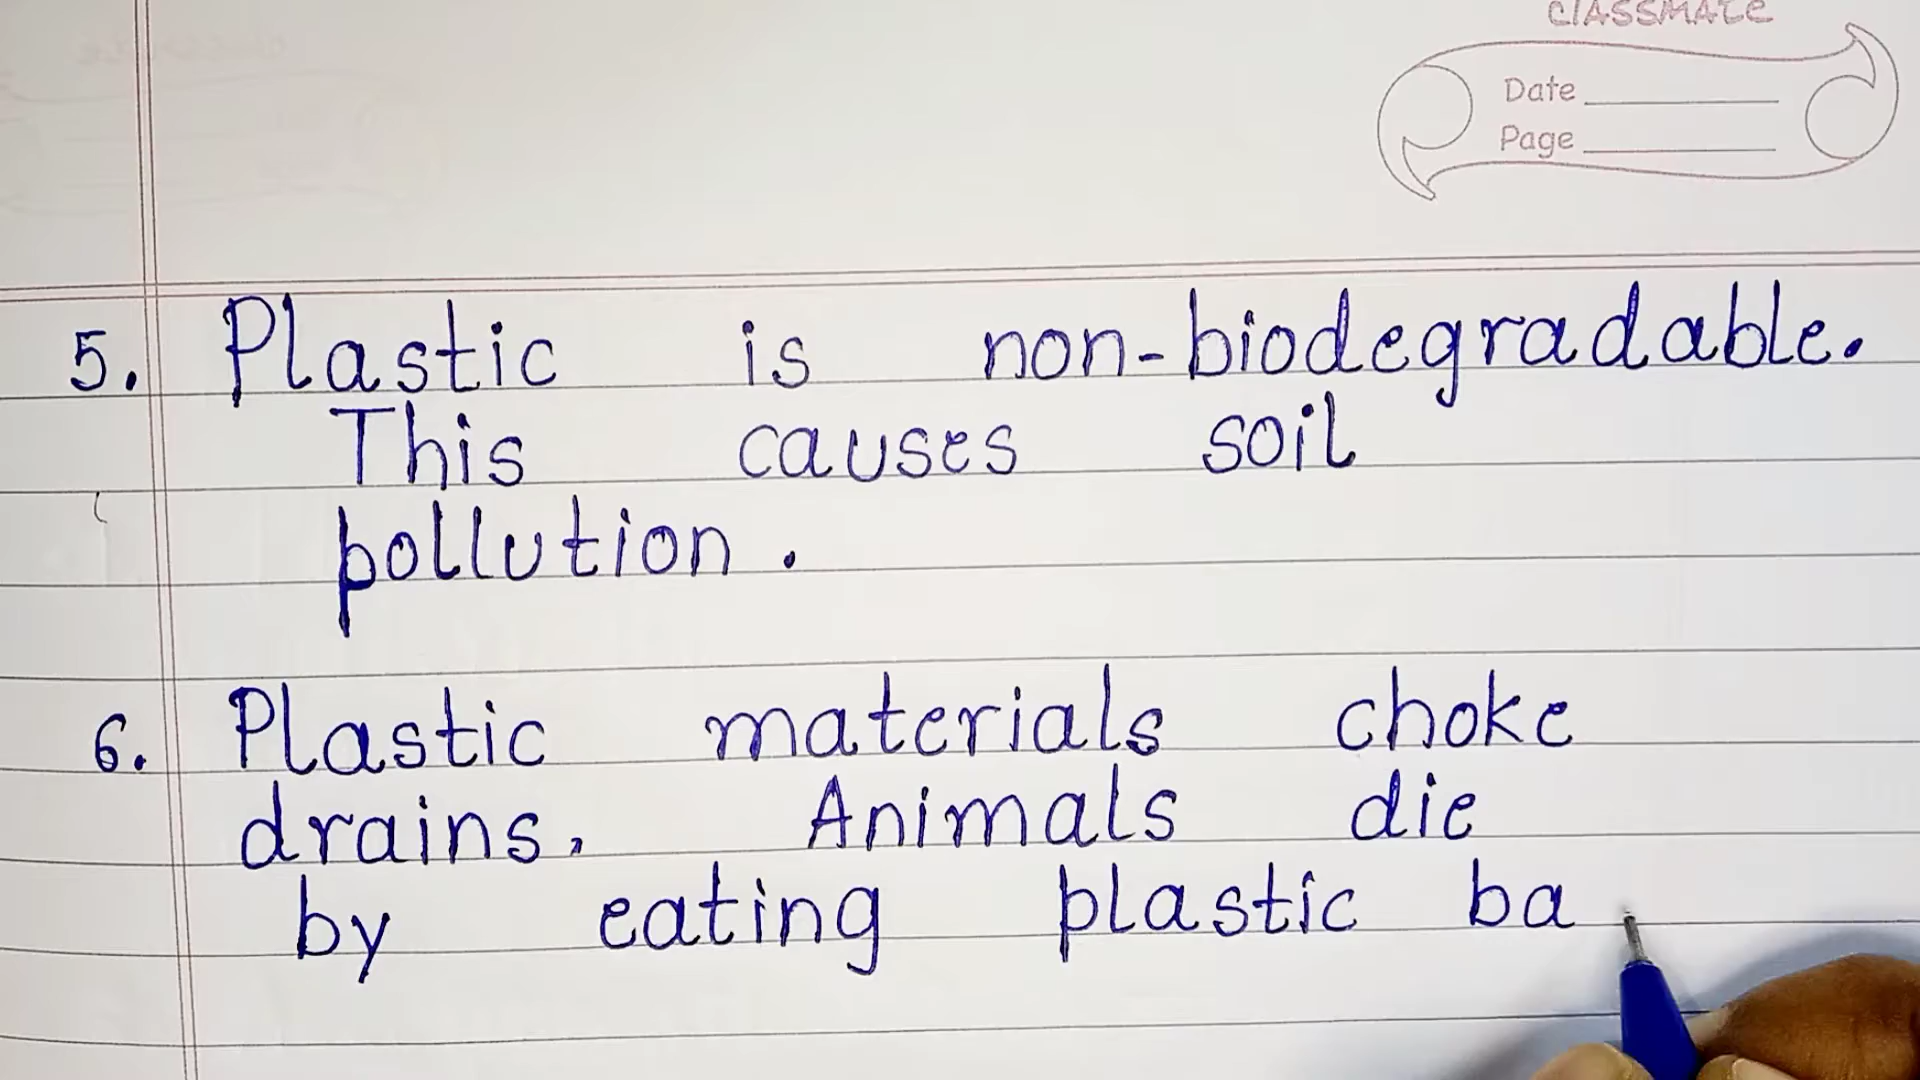 CLASSMATE
Date
Page
5. Plastic is non-biodegradable.
This causes soil
pollution.
6. Plastic materials choke
drains. Animals die
by eating plastic ba